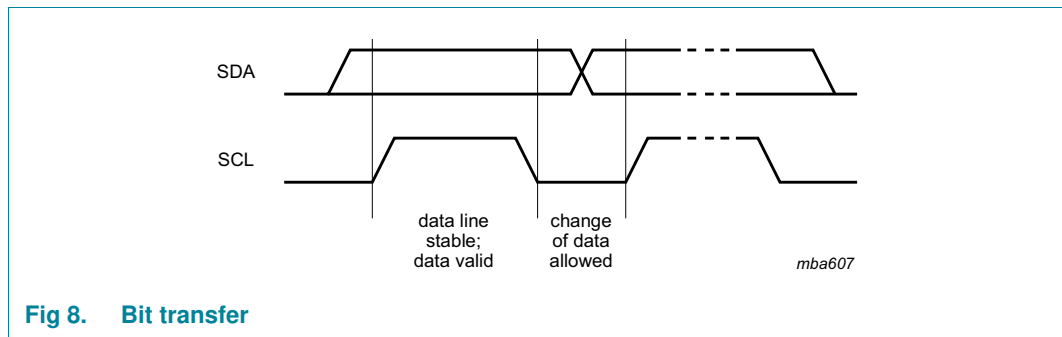 SDA
SCL
data line
stable;
data valid
change
of data
allowed
mba607
Fig 8. Bit transfer